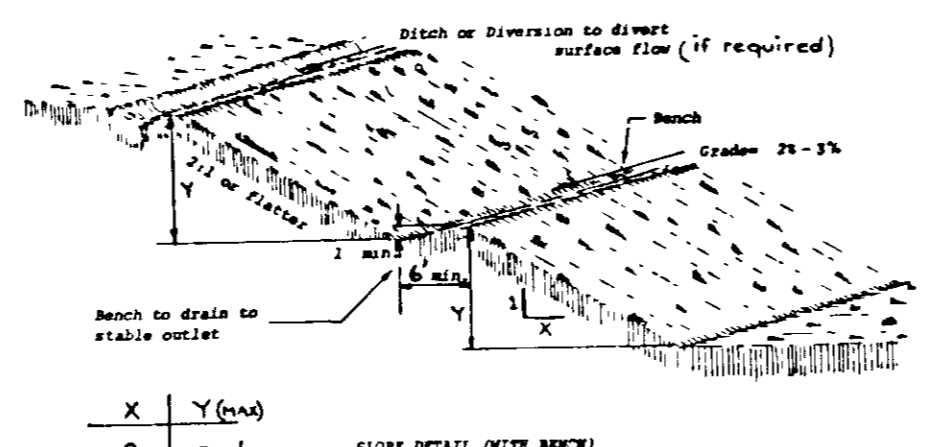 Ditch or Diversion to divert
surface flow (if required)
Bench
Grade= 2%-3%
Y
2:1 or flatter
1 min.
6' min.
Y
1
X
Bench to drain to
stable outlet
X Y (MAX)
SLOPE DETAIL (WITH BENCH)